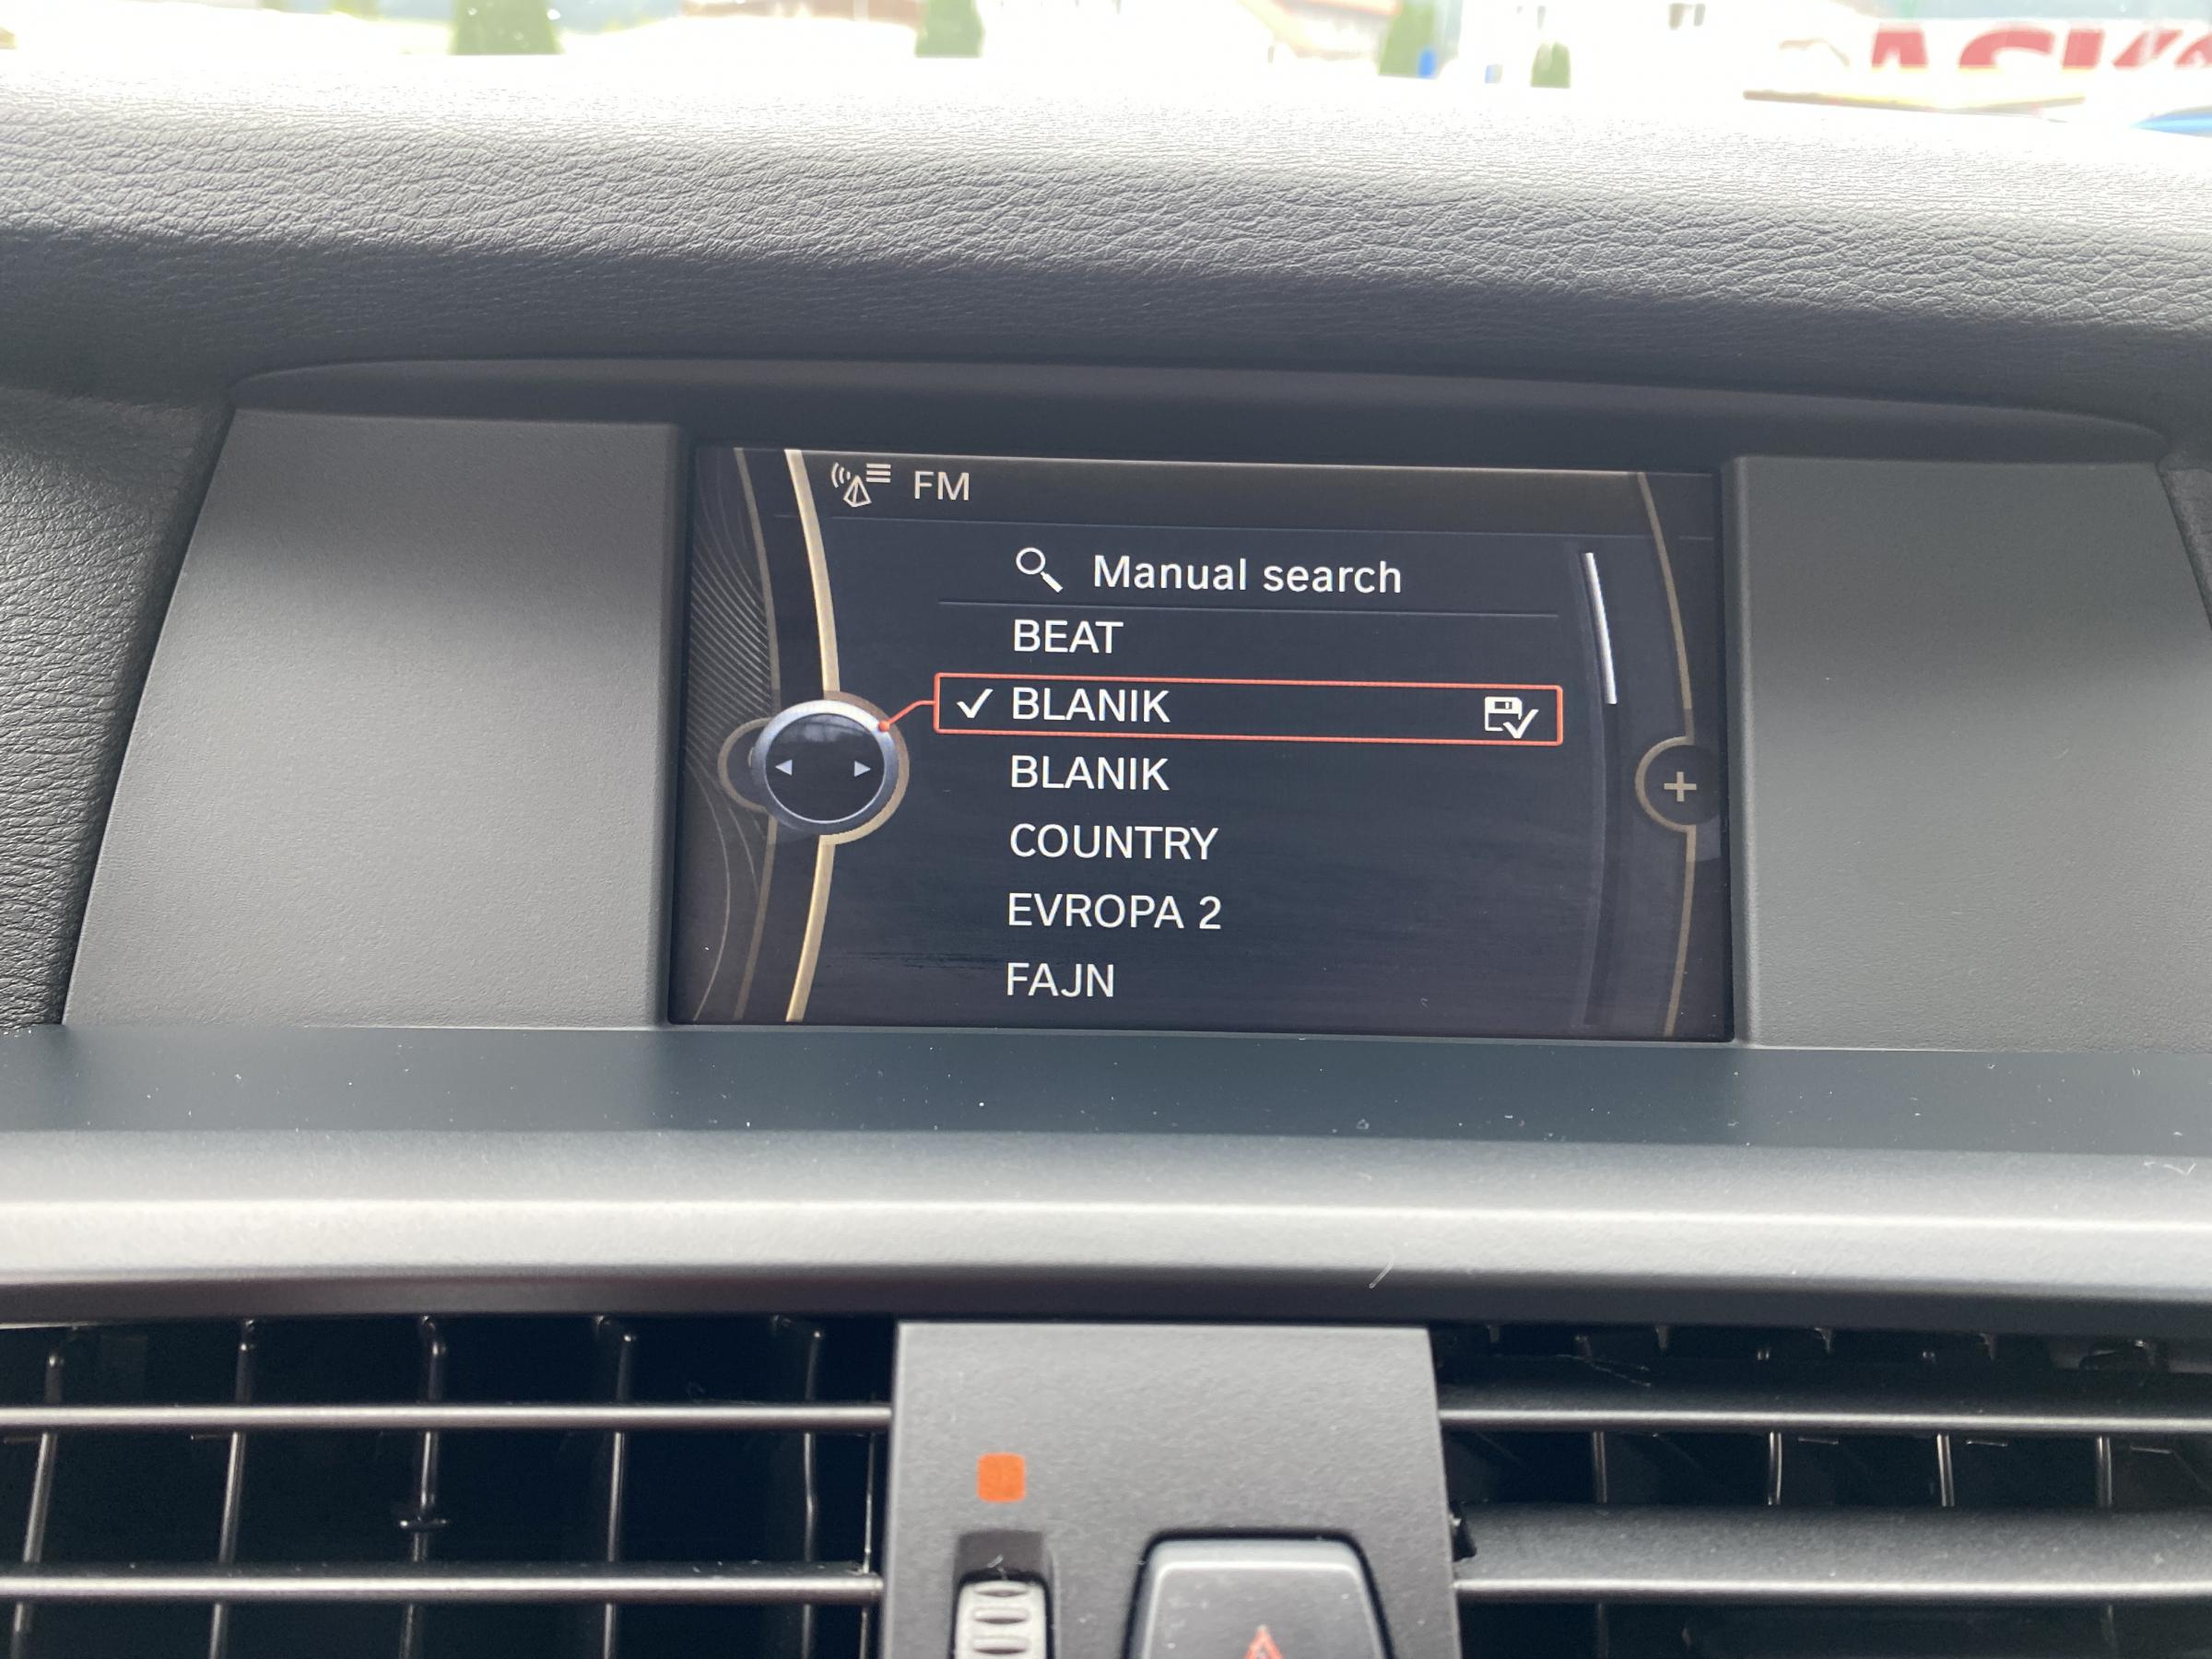 FM
Manual search
BEAT
BLANIK
BLANIK
COUNTRY
EVROPA 2
FAJN